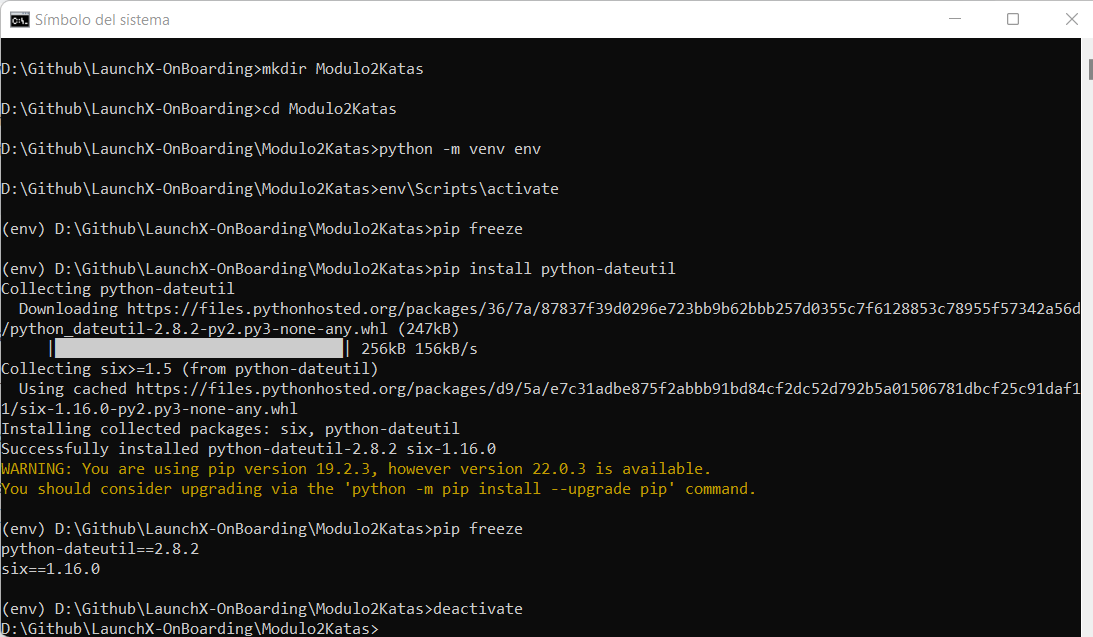 Símbolo del sistema
D:\Github\LaunchX-OnBoarding>mkdir Modulo2Katas
D:\Github\LaunchX-OnBoarding>cd Modulo2Katas
D:\Github\LaunchX-OnBoarding\Modulo2Katas>python -m venv env
D:\Github\LaunchX-OnBoarding\Modulo2Katas>env\Scripts\activate
(env) D:\Github\LaunchX-OnBoarding\Modulo2Katas>pip freeze
(env) D:\Github\LaunchX-OnBoarding\Modulo2Katas>pip install python-dateutil
Collecting python-dateutil
  Downloading https://files.pythonhosted.org/packages/36/7a/87837f39d0296e723bb9b62bbb257d0355c7f6128853c78955f57342a56d
/python_dateutil-2.8.2-py2.py3-none-any.whl (247kB)
     |████████████████████████████████| 256kB 156kB/s
Collecting six>=1.5 (from python-dateutil)
  Using cached https://files.pythonhosted.org/packages/d9/5a/e7c31adbe875f2abbb91bd84cf2dc52d792b5a01506781dbcf25c91daf1
1/six-1.16.0-py2.py3-none-any.whl
Installing collected packages: six, python-dateutil
Successfully installed python-dateutil-2.8.2 six-1.16.0
WARNING: You are using pip version 19.2.3, however version 22.0.3 is available.
You should consider upgrading via the 'python -m pip install --upgrade pip' command.
(env) D:\Github\LaunchX-OnBoarding\Modulo2Katas>pip freeze
python-dateutil==2.8.2
six==1.16.0
(env) D:\Github\LaunchX-OnBoarding\Modulo2Katas>deactivate
D:\Github\LaunchX-OnBoarding\Modulo2Katas>